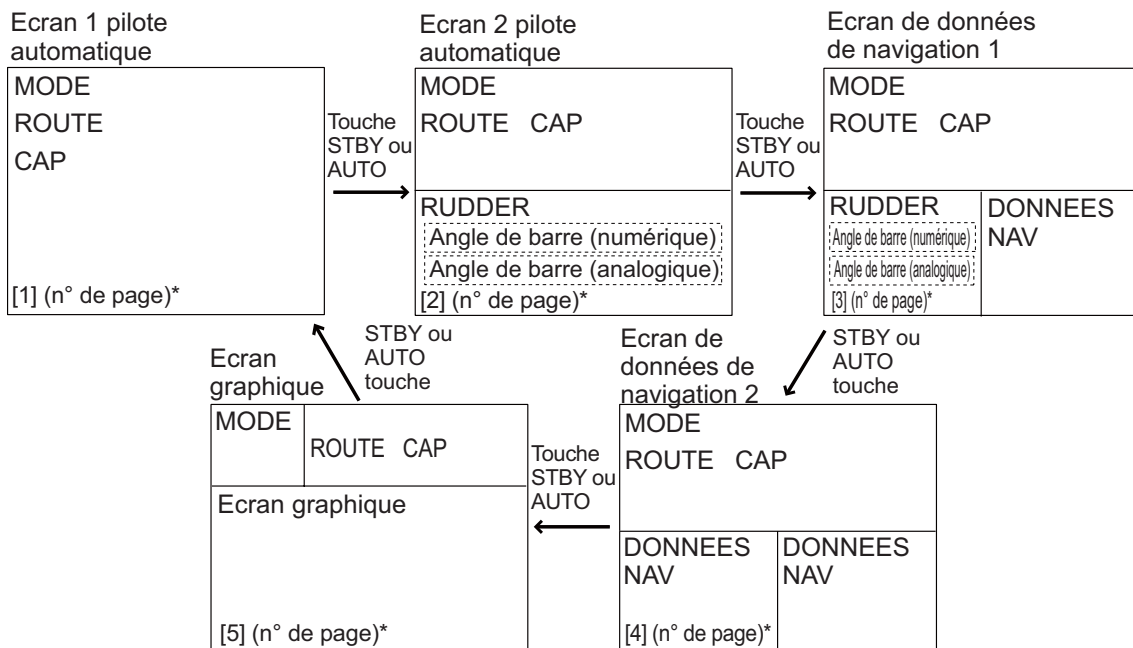 Ecran 1 pilote
automatique
MODE
ROUTE
CAP
[1] (n° de page)*
Touche
STBY ou
AUTO
Ecran 2 pilote
automatique
MODE
ROUTE CAP
RUDDER
Angle de barre (numérique)
Angle de barre (analogique)
[2] (n° de page)*
Touche
STBY ou
AUTO
Ecran de données
de navigation 1
MODE
ROUTE CAP
RUDDER
Angle de barre (numérique)
Angle de barre (analogique)
[3] (n° de page)*
DONNEES
NAV
STBY ou
AUTO
touche
Ecran de
données de
navigation 2
MODE
ROUTE CAP
DONNEES
NAV
[4] (n° de page)*
DONNEES
NAV
Touche
STBY ou
AUTO
Ecran
graphique
MODE
ROUTE CAP
Ecran graphique
[5] (n° de page)*
STBY ou
AUTO
touche